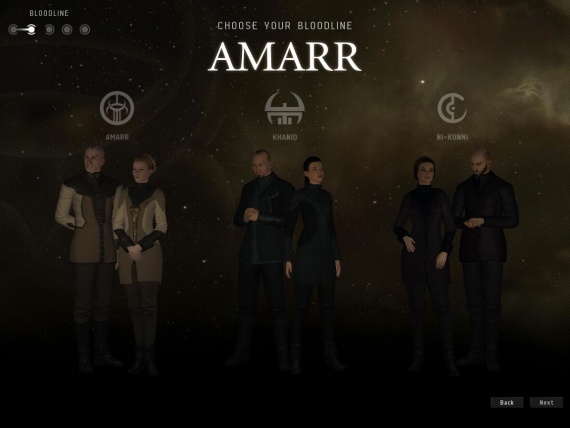 BLOODLINE
CHOOSE YOUR BLOODLINE
AMARR
AMARR
KHANID
NI-KUNNI
Back
Next